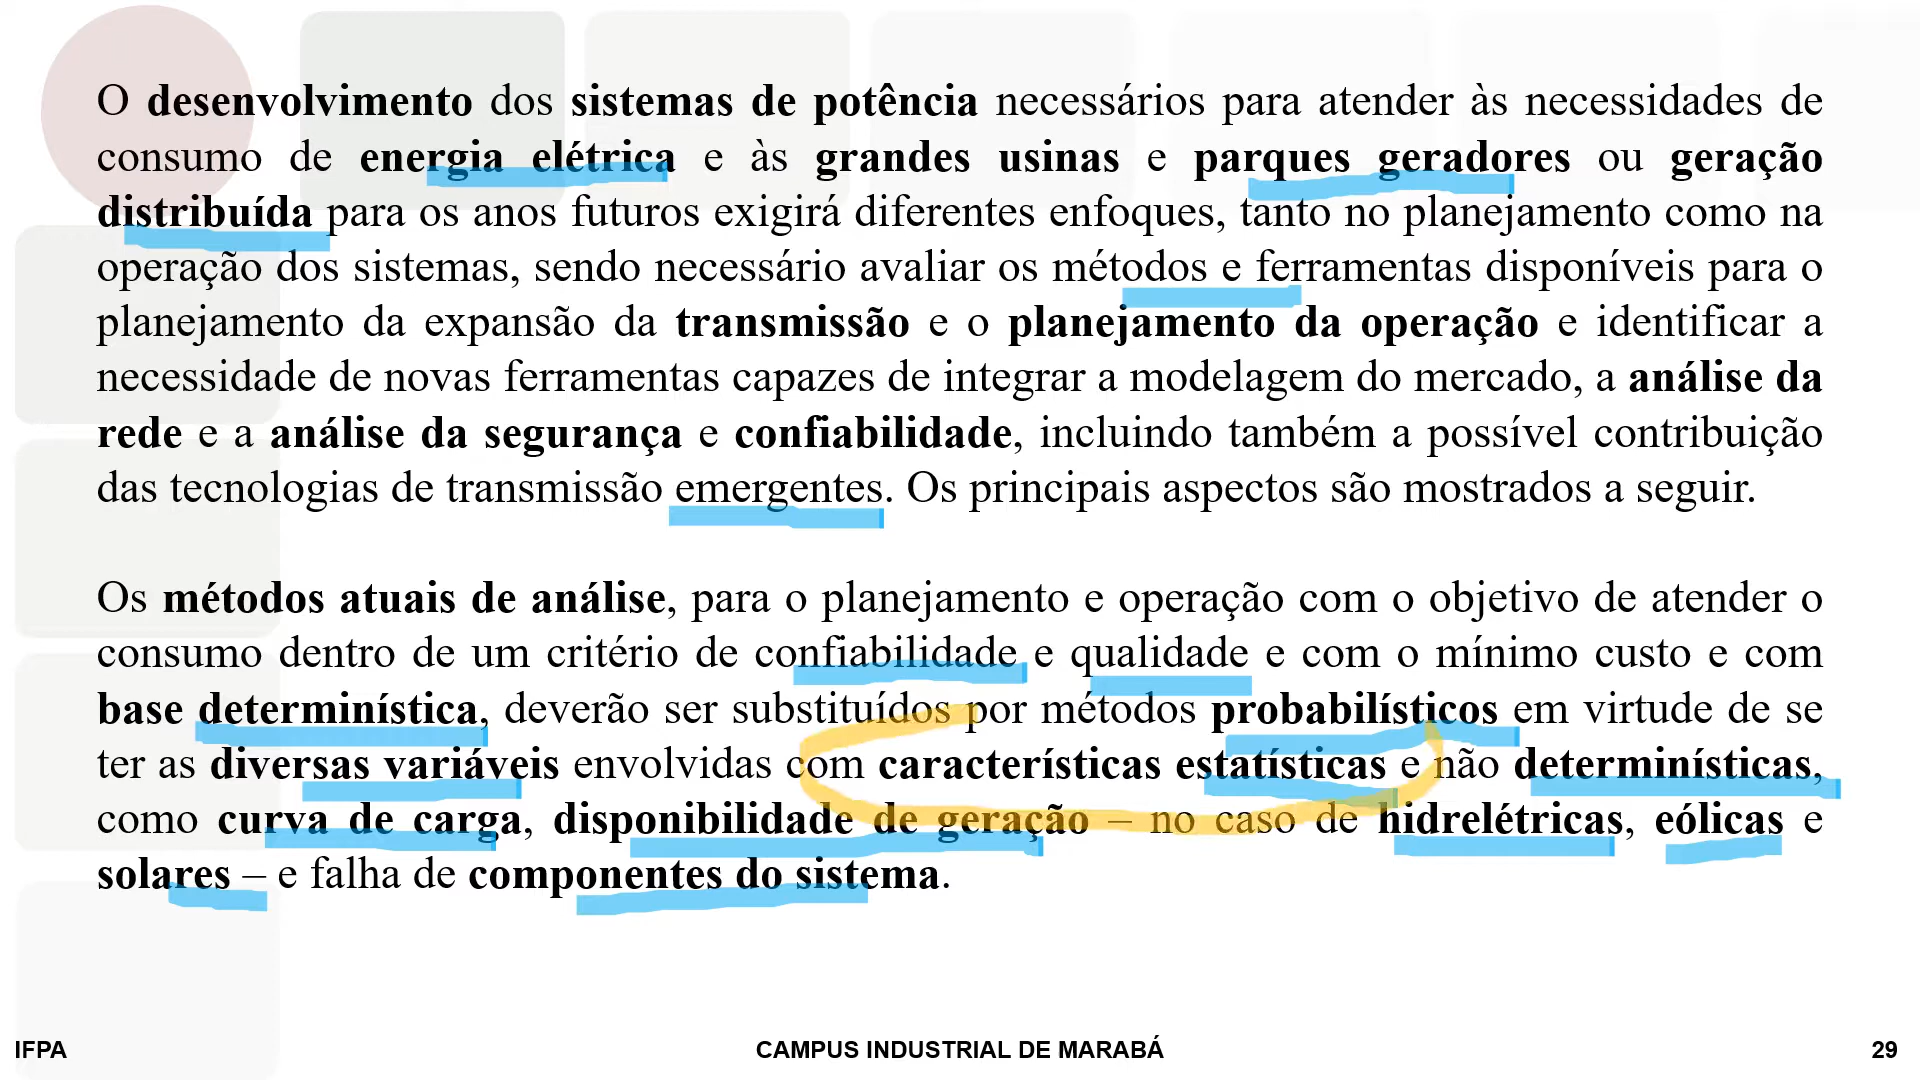 O desenvolvimento dos sistemas de potência necessários para atender às necessidades de
consumo de energia elétrica e às grandes usinas e parques geradores ou geração
distribuída para os anos futuros exigirá diferentes enfoques, tanto no planejamento como na
operação dos sistemas, sendo necessário avaliar os métodos e ferramentas disponíveis para o
planejamento da expansão da transmissão e o planejamento da operação e identificar a
necessidade de novas ferramentas capazes de integrar a modelagem do mercado, a análise da
rede e a análise da segurança e confiabilidade, incluindo também a possível contribuição
das tecnologias de transmissão emergentes. Os principais aspectos são mostrados a seguir.
Os métodos atuais de análise, para o planejamento e operação com o objetivo de atender o
consumo dentro de um critério de confiabilidade e qualidade e com o mínimo custo e com
base determinística, deverão ser substituídos por métodos probabilísticos em virtude de se
ter as diversas variáveis envolvidas com características estatísticas e não determinísticas,
como curva de carga, disponibilidade de geração – no caso de hidrelétricas, eólicas e
solares – e falha de componentes do sistema.
IFPA
CAMPUS INDUSTRIAL DE MARABÁ
29